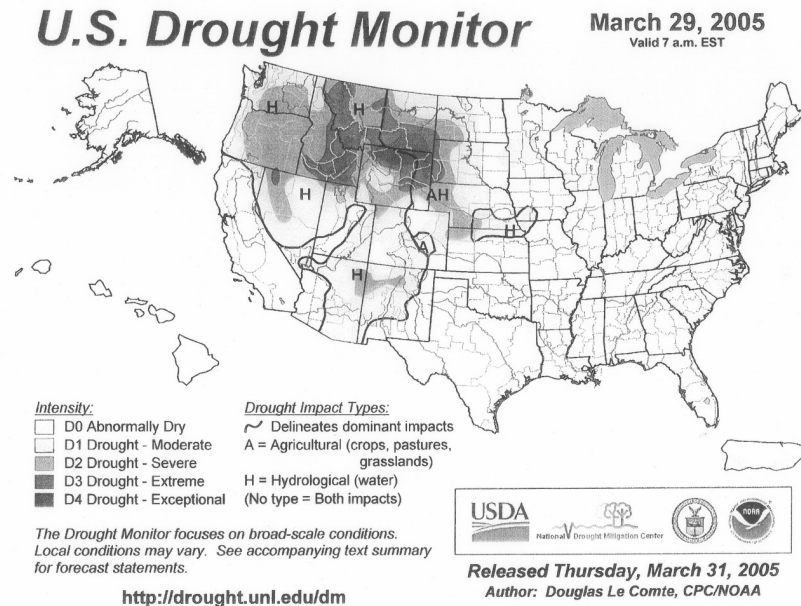 U.S. Drought Monitor
March 29, 2005
Valid 7 a.m. EST
H
H
H
AH
H
A
H
Intensity:
D0 Abnormally Dry
D1 Drought - Moderate
D2 Drought - Severe
D3 Drought - Extreme
D4 Drought - Exceptional
Drought Impact Types:
Delineates dominant impacts
A = Agricultural (crops, pastures,
grasslands)
H = Hydrological (water)
(No type = Both impacts)
The Drought Monitor focuses on broad-scale conditions.
Local conditions may vary. See accompanying text summary
for forecast statements.
http://drought.unl.edu/dm
USDA
National Drought Mitigation Center
NOAA
Released Thursday, March 31, 2005
Author: Douglas Le Comte, CPC/NOAA